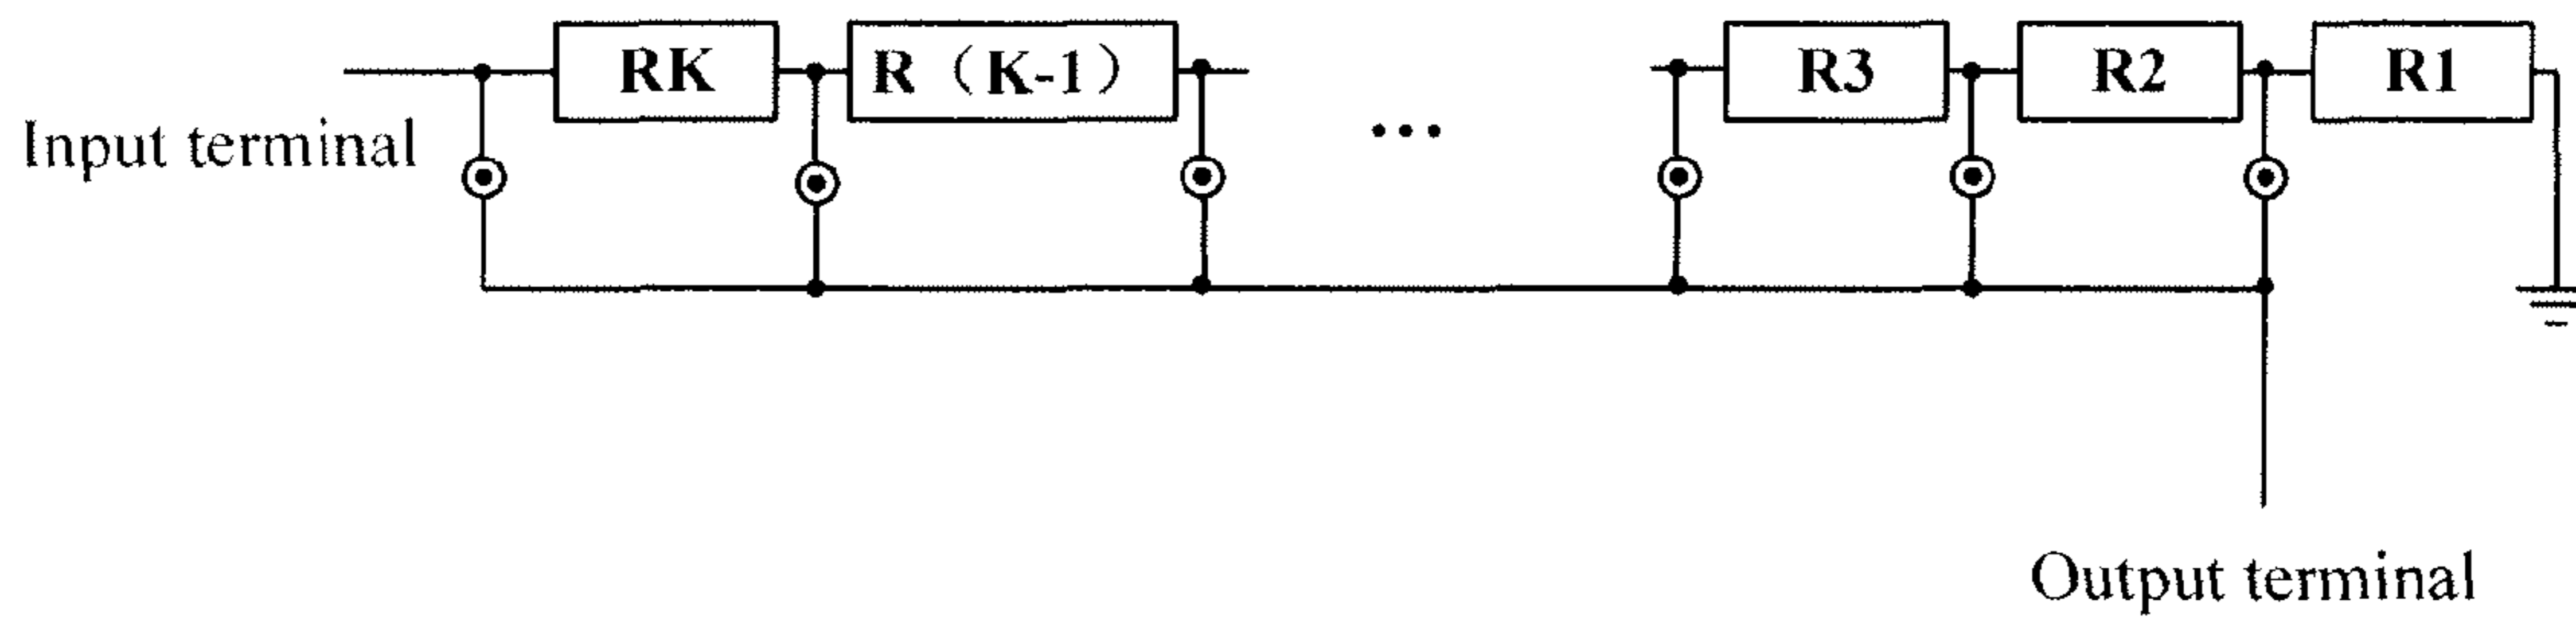 RK
R（K-1）
R3
R2
R1
Input terminal
...
Output terminal